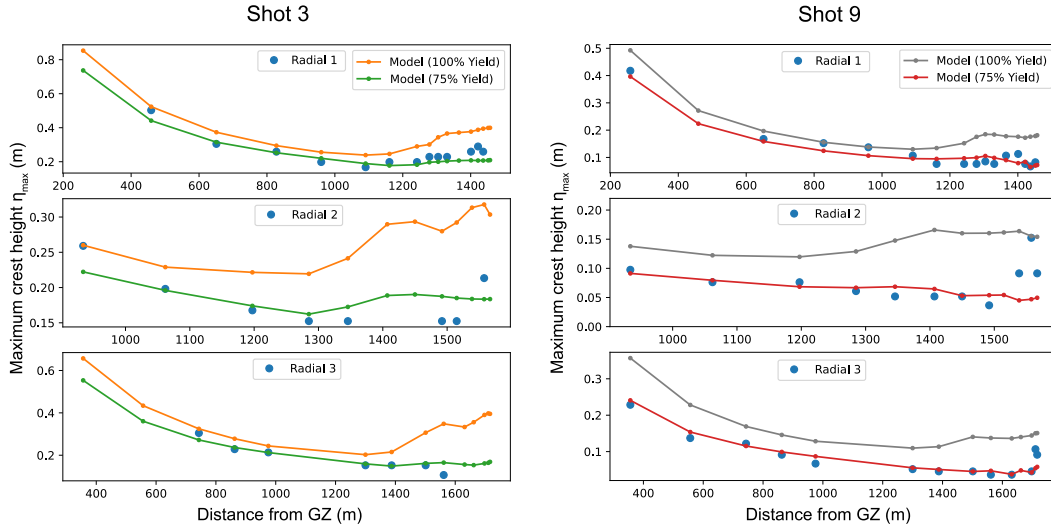 Shot 3
Shot 9
Maximum crest height ηmax (m)
0.8
0.6
0.4
0.2
Radial 1
Model (100% Yield)
Model (75% Yield)
200 400 600 800 1000 1200 1400
0.30
0.25
0.20
0.15
Radial 2
1000 1100 1200 1300 1400 1500
0.6
0.4
0.2
Radial 3
400 600 800 1000 1200 1400 1600
Distance from GZ (m)
Maximum crest height ηmax (m)
0.5
0.4
0.3
0.2
0.1
Radial 1
Model (100% Yield)
Model (75% Yield)
200 400 600 800 1000 1200 1400
0.20
0.15
0.10
0.05
0.00
Radial 2
1000 1100 1200 1300 1400 1500
0.3
0.2
0.1
0.0
Radial 3
400 600 800 1000 1200 1400 1600
Distance from GZ (m)